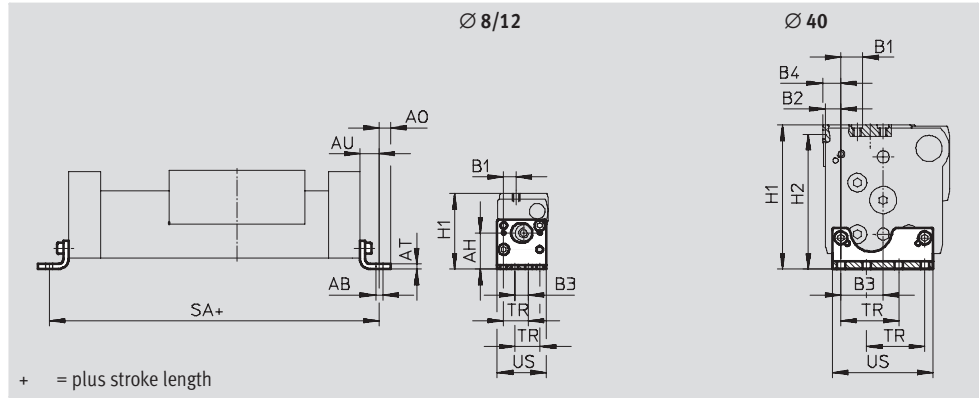 Ø 8/12
Ø 40
B1
B4
B2
AO
AU
B1
H1
AH
H1
H2
AT
AB
B3
B3
SA+
TR
TR
TR
TR
US
US
+ = plus stroke length